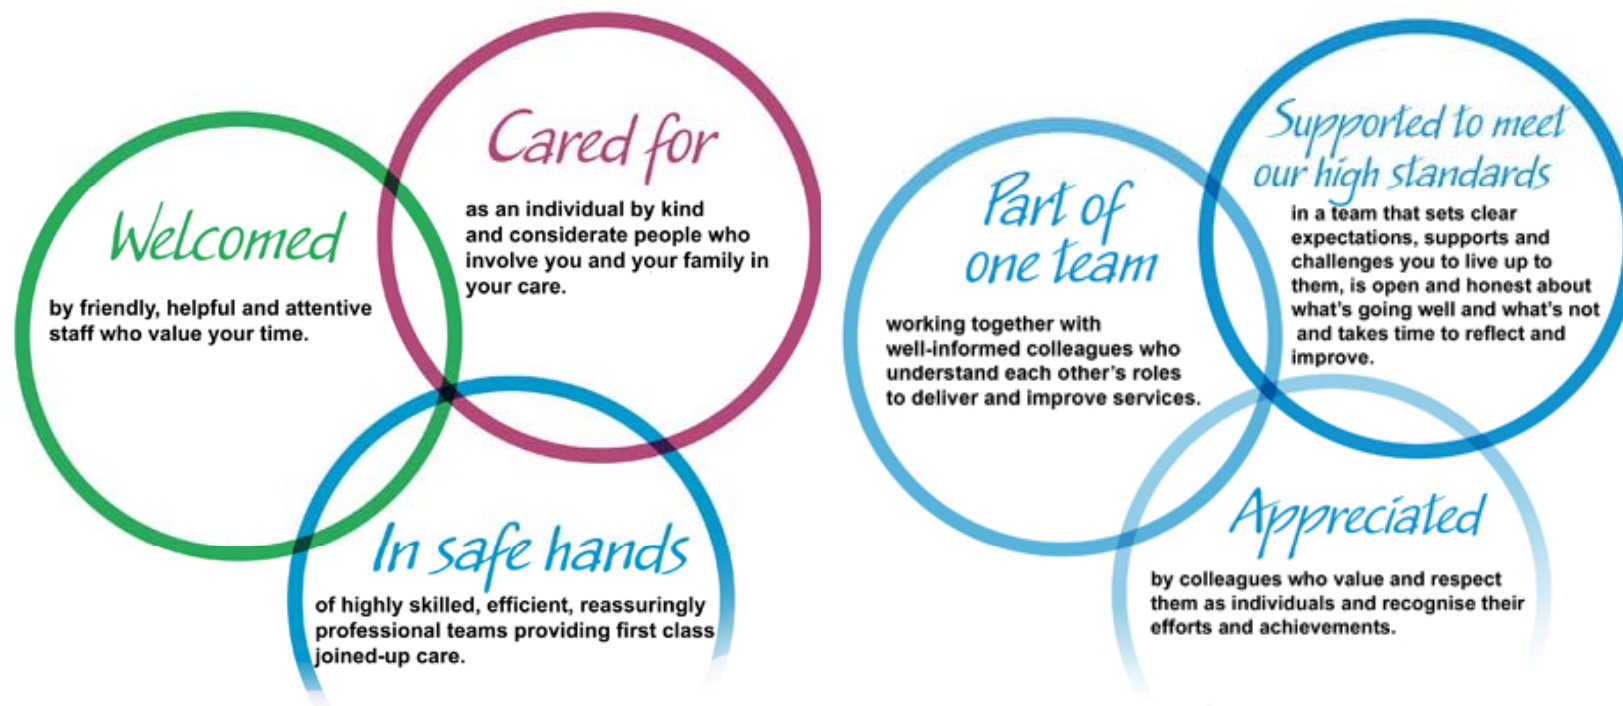 Welcomed
by friendly, helpful and attentive
staff who value your time.
Cared for
as an individual by kind
and considerate people who
involve you and your family in
your care.
In safe hands
of highly skilled, efficient, reassuringly
professional teams providing first class
joined-up care.
Part of
one team
working together with
well-informed colleagues who
understand each other's roles
to deliver and improve services.
Supported to meet
our high standards
in a team that sets clear
expectations, supports and
challenges you to live up to
them, is open and honest about
what's going well and what's not
and takes time to reflect and
improve.
Appreciated
by colleagues who value and respect
them as individuals and recognise their
efforts and achievements.